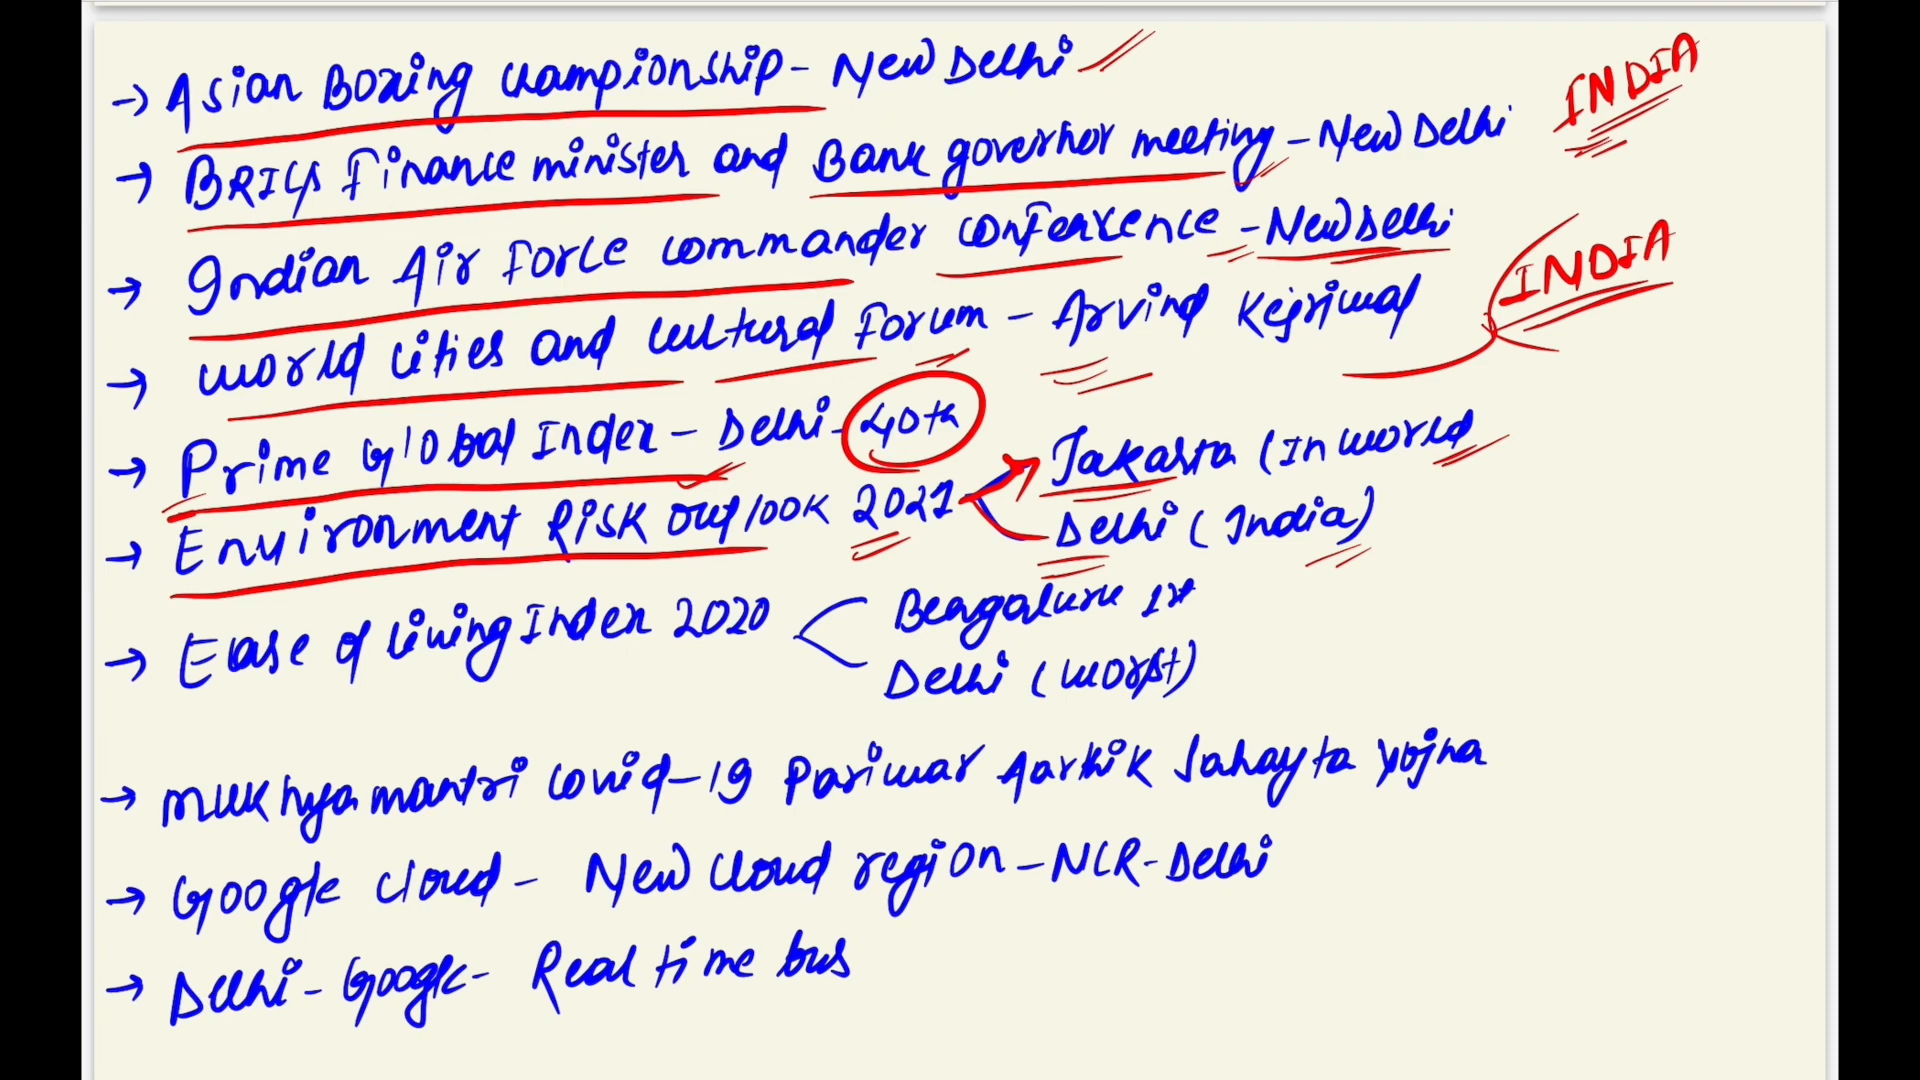 → Asian Boxing championship - New Delhi
INDIA
→ BRICS Finance minister and Bank governor meeting - New Delhi
→ Indian Air Force commander conference - New Delhi
INDIA
→ world cities and cultural forum - Arvind Kejriwal
→ Prime Global Index - Delhi - 40th
→ Environment Risk outlook 2021
Jakarta (In world
Delhi (India)
→ Ease of living Index 2020
Bengaluru 1st
Delhi (worst)
→ mukhya mantri covid-19 Pariwar Aarthik Sahayta Yojna
→ Google cloud - New cloud region - NCR - Delhi
→ Delhi - Google - Real time bus